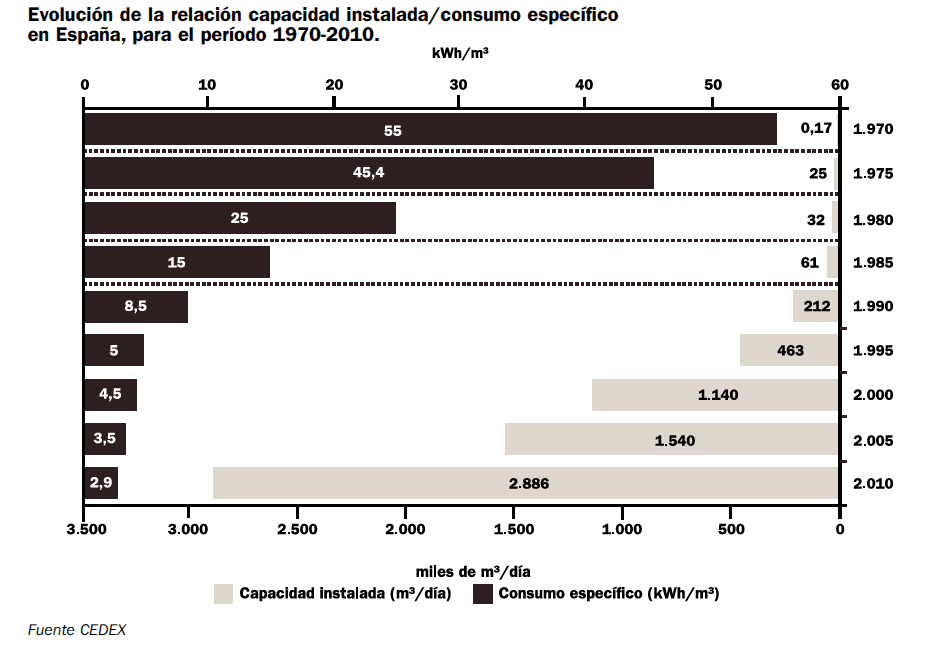 Evolución de la relación capacidad instalada/consumo específico
en España, para el período 1970-2010.
kWh/m³
0 10 20 30 40 50 60
55 0,17 1.970
45,4 25 1.975
25 32 1.980
15 61 1.985
8,5 212 1.990
5 463 1.995
4,5 1.140 2.000
3,5 1.540 2.005
2,9 2.886 2.010
3.500 3.000 2.500 2.000 1.500 1.000 500 0
miles de m³/día
Capacidad instalada (m³/día) Consumo específico (kWh/m³)
Fuente CEDEX